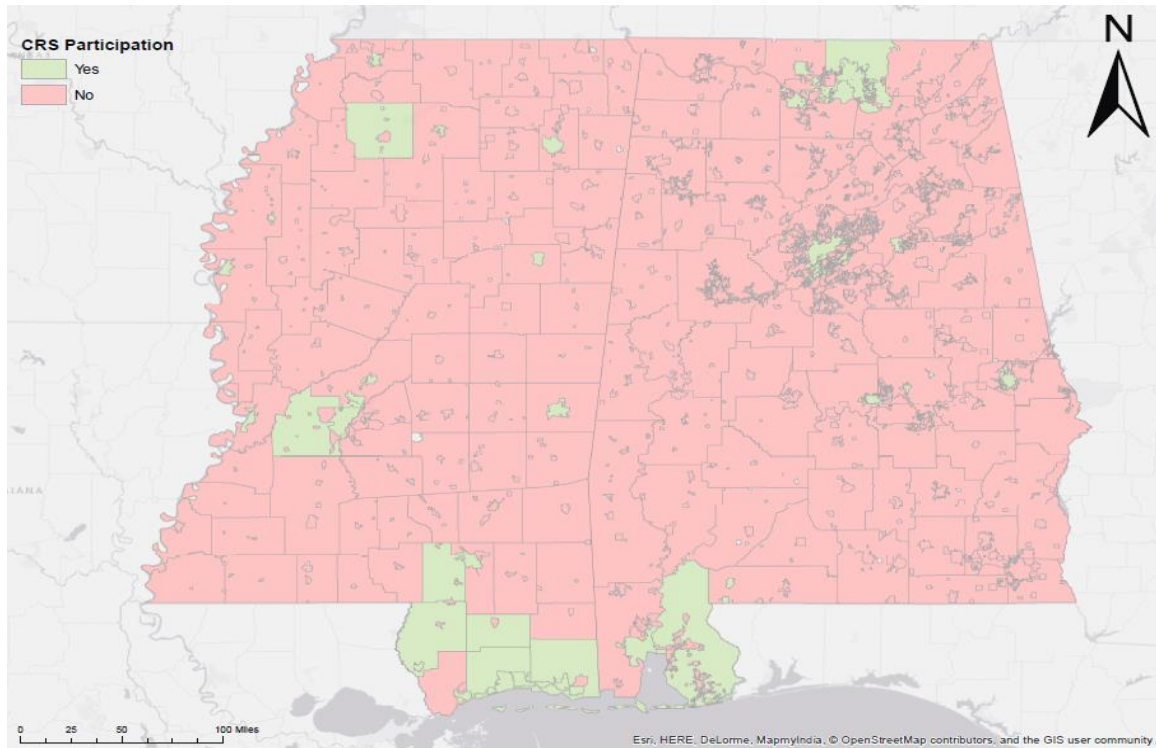 CRS Participation
Yes
No
N
IANA
0 25 50 100 Miles
Esri, HERE, DeLorme, MapmyIndia, © OpenStreetMap contributors, and the GIS user community